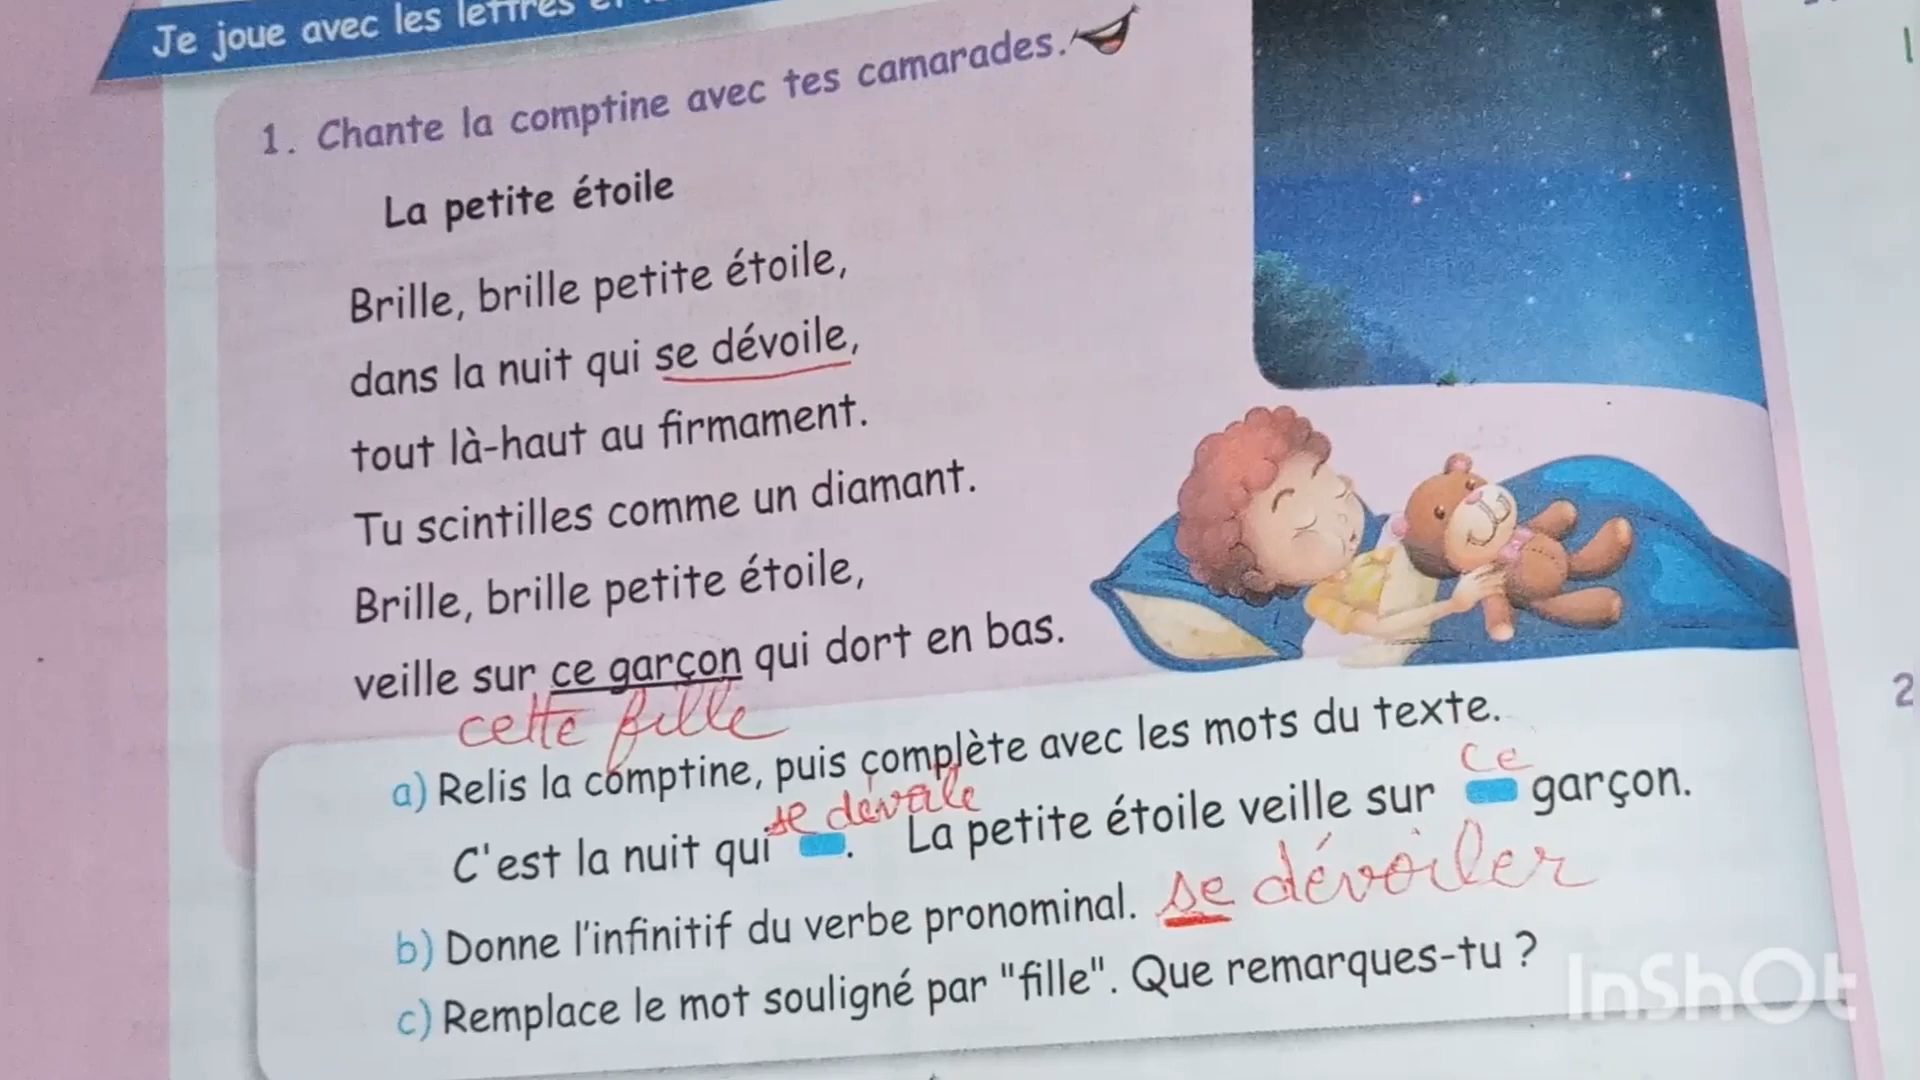 Je joue avec les lettres
1. Chante la comptine avec tes camarades.
La petite étoile
Brille, brille petite étoile,
dans la nuit qui se dévoile,
tout là-haut au firmament.
Tu scintilles comme un diamant.
Brille, brille petite étoile,
veille sur ce garçon qui dort en bas.
cette fille
a) Relis la comptine, puis complète avec les mots du texte.
se dévoile ce
C'est la nuit qui . La petite étoile veille sur garçon.
b) Donne l'infinitif du verbe pronominal. se dévoiler
c) Remplace le mot souligné par "fille". Que remarques-tu ?
InShOt
2